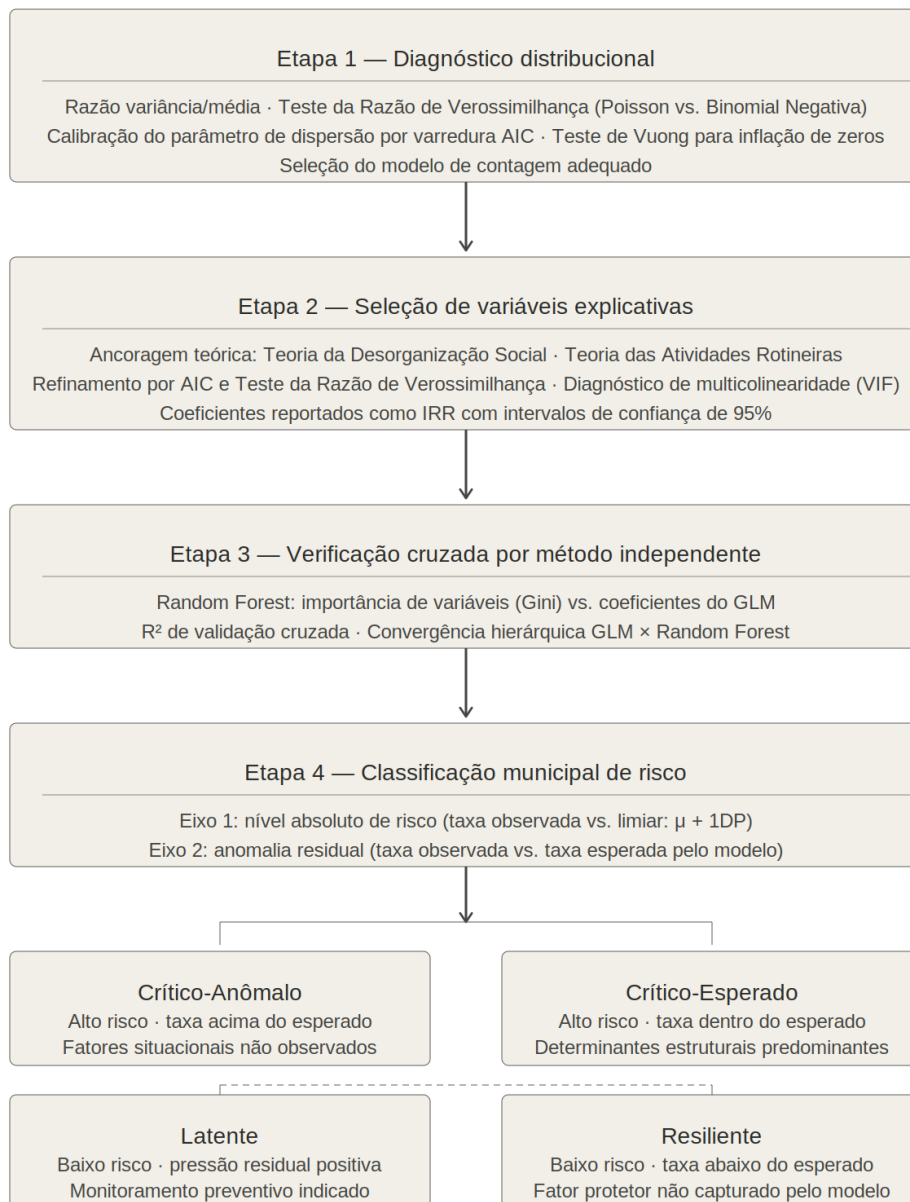 Etapa 1 — Diagnóstico distribucional
Razão variância/média · Teste da Razão de Verossimilhança (Poisson vs. Binomial Negativa)
Calibração do parâmetro de dispersão por varredura AIC · Teste de Vuong para inflação de zeros
Seleção do modelo de contagem adequado
Etapa 2 — Seleção de variáveis explicativas
Ancoragem teórica: Teoria da Desorganização Social · Teoria das Atividades Rotineiras
Refinamento por AIC e Teste da Razão de Verossimilhança · Diagnóstico de multicolinearidade (VIF)
Coeficientes reportados como IRR com intervalos de confiança de 95%
Etapa 3 — Verificação cruzada por método independente
Random Forest: importância de variáveis (Gini) vs. coeficientes do GLM
R² de validação cruzada · Convergência hierárquica GLM × Random Forest
Etapa 4 — Classificação municipal de risco
Eixo 1: nível absoluto de risco (taxa observada vs. limiar: μ + 1DP)
Eixo 2: anomalia residual (taxa observada vs. taxa esperada pelo modelo)
Crítico-Anômalo
Alto risco · taxa acima do esperado
Fatores situacionais não observados
Crítico-Esperado
Alto risco · taxa dentro do esperado
Determinantes estruturais predominantes
Latente
Baixo risco · pressão residual positiva
Monitoramento preventivo indicado
Resiliente
Baixo risco · taxa abaixo do esperado
Fator protetor não capturado pelo modelo